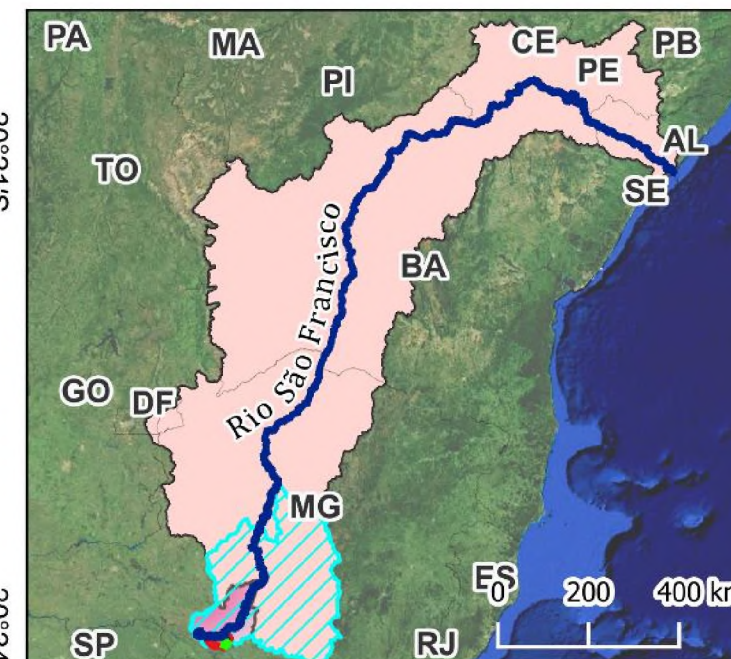 PA
MA
CE
PB
PI
PE
TO
AL
SE
Rio São Francisco
BA
GO
DF
MG
ES
0 200 400 km
SP
RJ